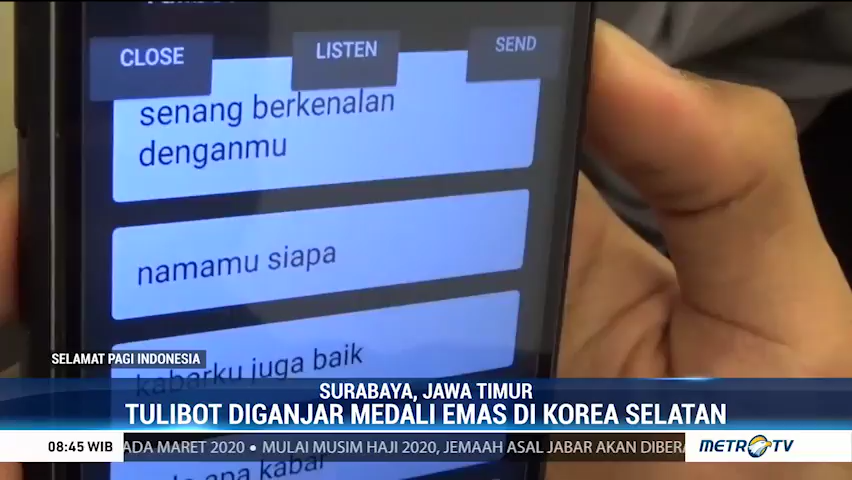 CLOSE
LISTEN
SEND
senang berkenalan
denganmu
namamu siapa
kabarku juga baik
apa kabar
SELAMAT PAGI INDONESIA
SURABAYA, JAWA TIMUR
TULIBOT DIGANJAR MEDALI EMAS DI KOREA SELATAN
08:45 WIB
ADA MARET 2020 • MULAI MUSIM HAJI 2020, JEMAAH ASAL JABAR AKAN DIBERA
METRO TV